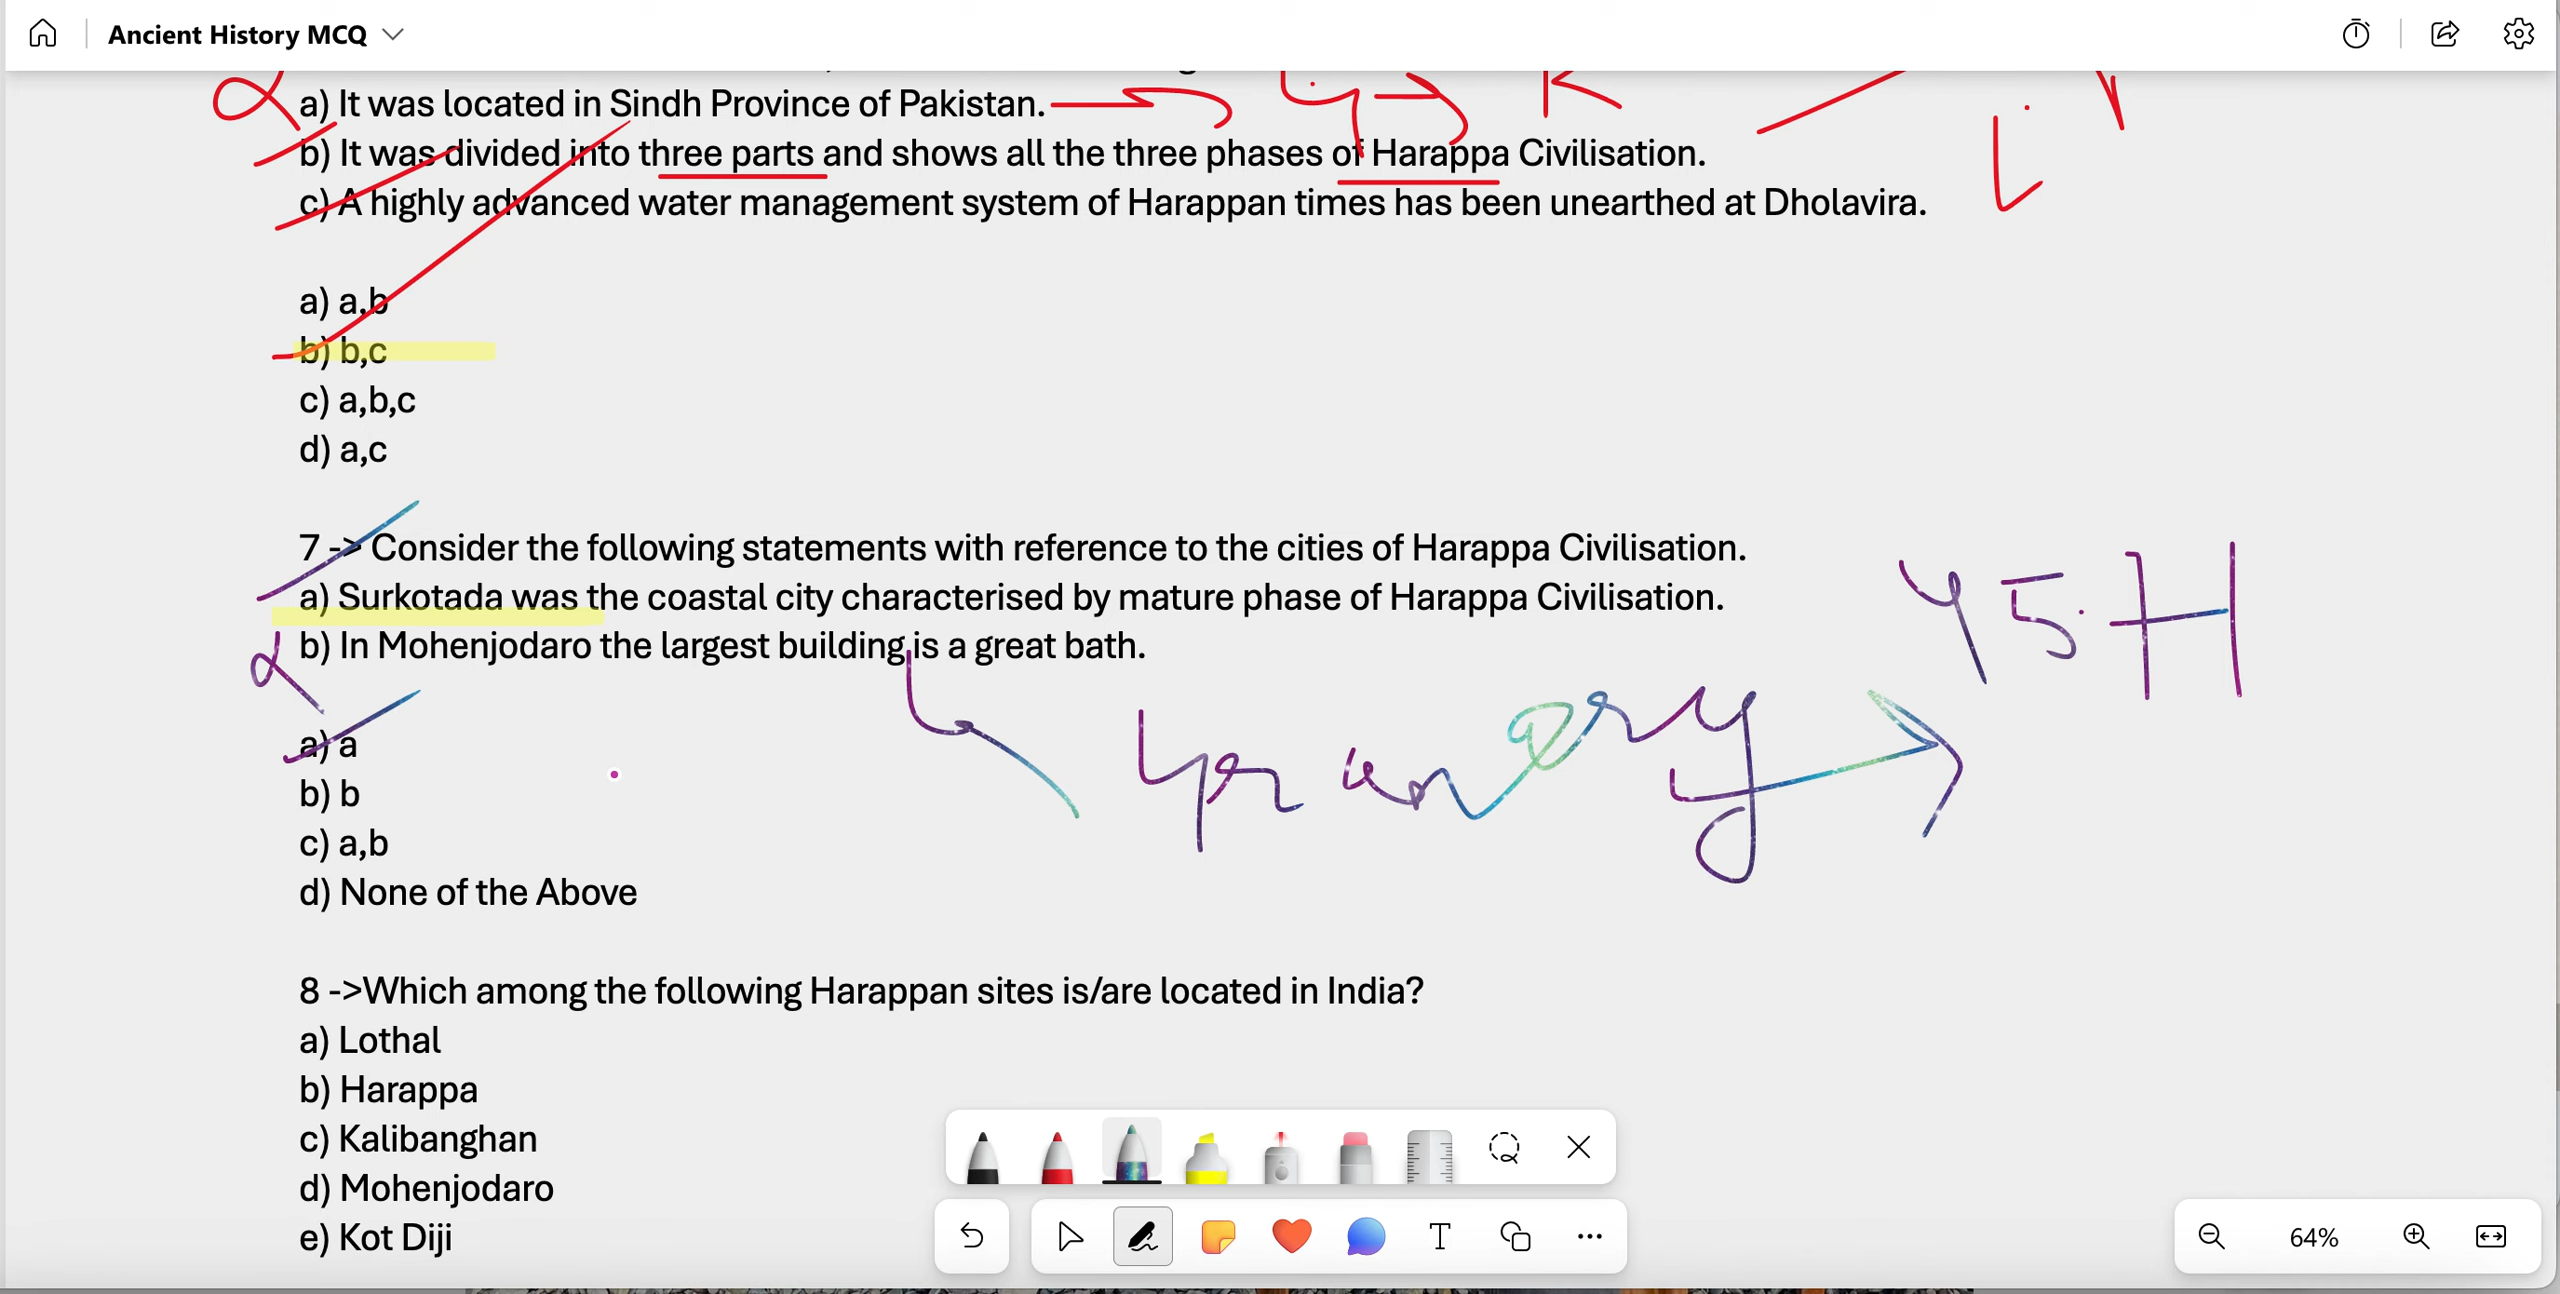 Ancient History MCQ
a) It was located in Sindh Province of Pakistan.
b) It was divided into three parts and shows all the three phases of Harappa Civilisation.
c) A highly advanced water management system of Harappan times has been unearthed at Dholavira.
a) a,b
b) b,c
c) a,b,c
d) a,c
7 -> Consider the following statements with reference to the cities of Harappa Civilisation.
a) Surkotada was the coastal city characterised by mature phase of Harappa Civilisation.
b) In Mohenjodaro the largest building is a great bath.
a) a
b) b
c) a,b
d) None of the Above
8 ->Which among the following Harappan sites is/are located in India?
a) Lothal
b) Harappa
c) Kalibanghan
d) Mohenjodaro
e) Kot Diji
64%